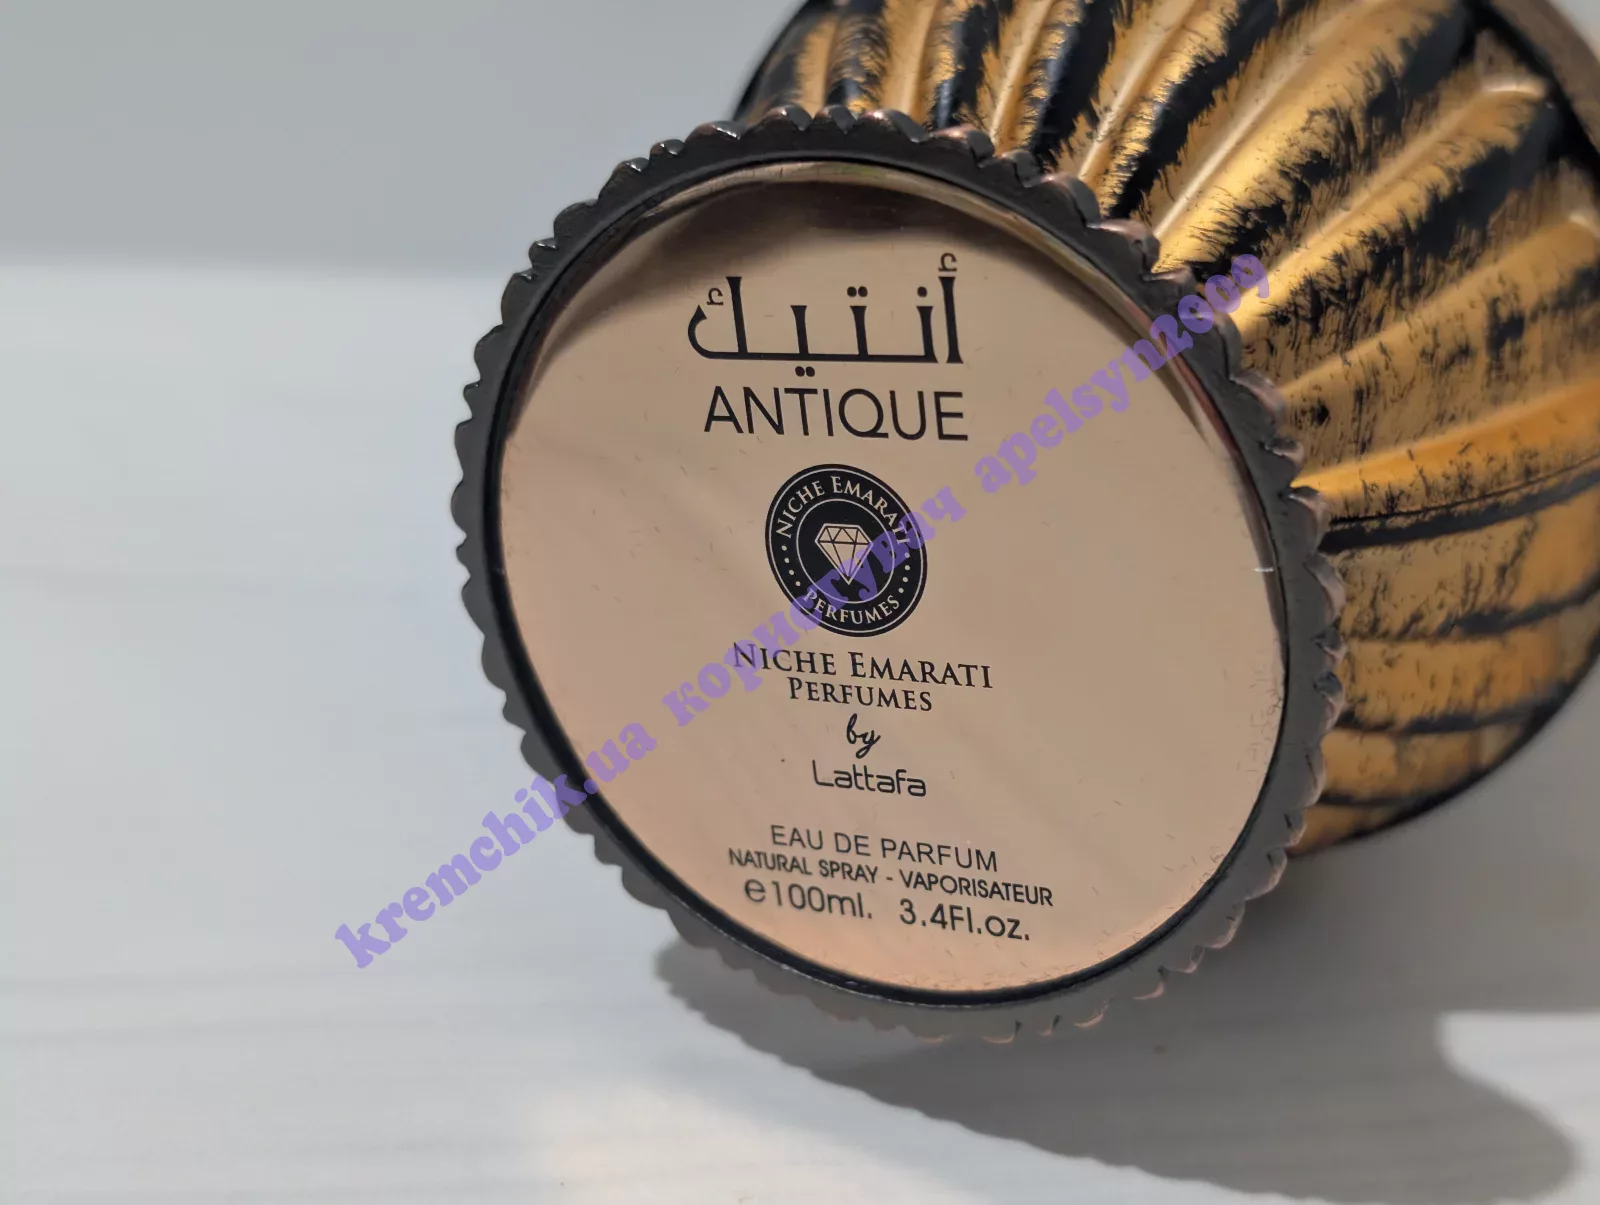 أنتيك
ANTIQUE
NICHE EMARATI
PERFUMES
NICHE EMARATI
PERFUMES
by
Lattafa
EAU DE PARFUM
NATURAL SPRAY - VAPORISATEUR
℮100ml. 3.4Fl.oz.
kremchik.ua користувач apelsyn2009